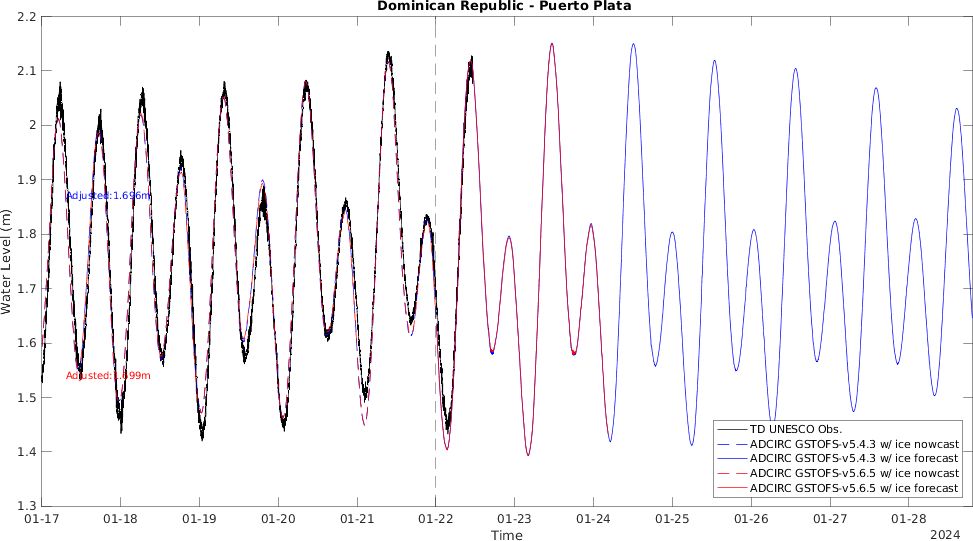 Dominican Republic - Puerto Plata
Water Level (m)
2.2
2.1
2
1.9
1.8
1.7
1.6
1.5
1.4
1.3
Adjusted:1.696m
Adjusted:1.699m
TD UNESCO Obs.
ADCIRC GSTOFS-v5.4.3 w/ ice nowcast
ADCIRC GSTOFS-v5.4.3 w/ ice forecast
ADCIRC GSTOFS-v5.6.5 w/ ice nowcast
ADCIRC GSTOFS-v5.6.5 w/ ice forecast
01-17 01-18 01-19 01-20 01-21 01-22 01-23 01-24 01-25 01-26 01-27 01-28
Time
2024